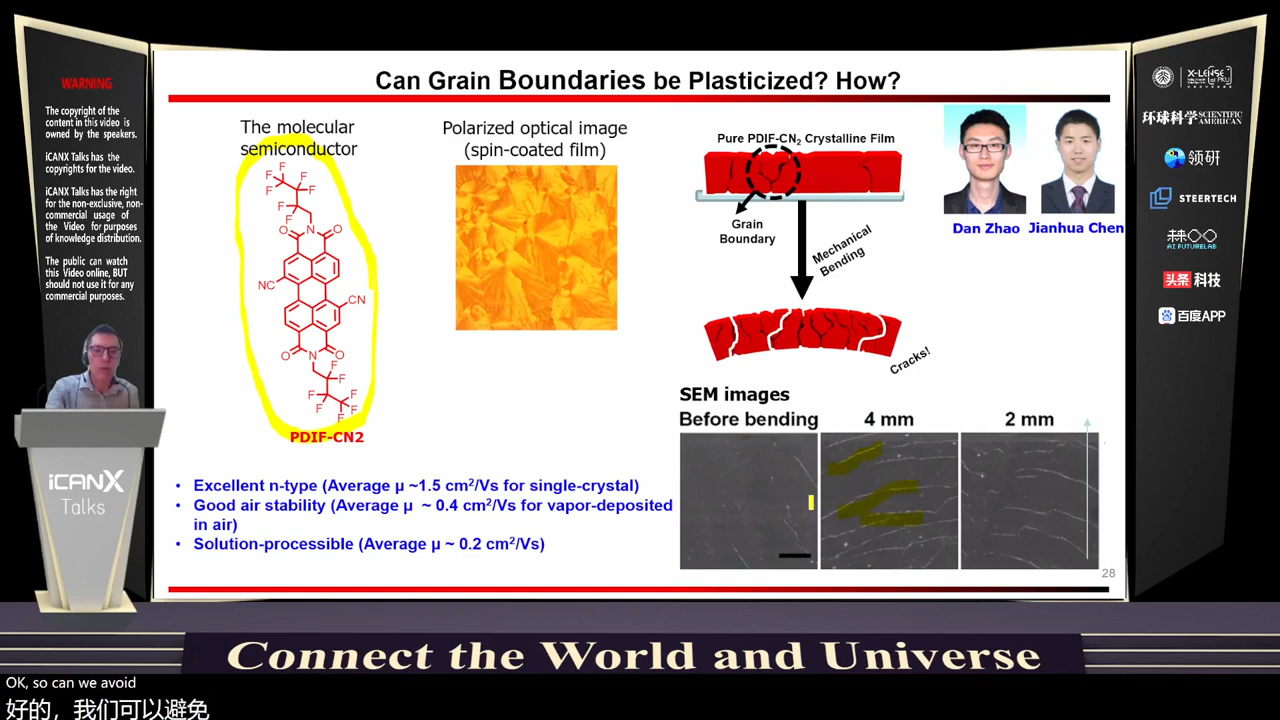 WARNING
The copyright of the
content in this video is
owned by the speakers.
iCANX Talks has the
copyrights for the video.
iCANX Talks has the right
for the non-exclusive, non-
commercial usage of
the Video for purposes
of knowledge distribution.
The public can watch
this Video online, BUT
should not use it for any
commercial purposes.
iCANX
Talks
Can Grain Boundaries be Plasticized? How?
The molecular
semiconductor
F
F
F
F
F
F
F
O
N
O
NC
CN
O
N
O
F
F
F
F
F
F
F
PDIF-CN2
Polarized optical image
(spin-coated film)
Pure PDIF-CN₂ Crystalline Film
Grain
Boundary
Mechanical
Bending
Cracks!
Dan Zhao
Jianhua Chen
SEM images
Before bending
4 mm
2 mm
• Excellent n-type (Average μ ~1.5 cm²/Vs for single-crystal)
• Good air stability (Average μ ~ 0.4 cm²/Vs for vapor-deposited
in air)
• Solution-processible (Average μ ~ 0.2 cm²/Vs)
28
X-LENSE
at PKU
环球科学 SCIENTIFIC
AMERICAN
领研
STEERTECH
AI FUTURELAB
头条 科技
百度APP
Connect the World and Universe
OK, so can we avoid
好的，我们可以避免